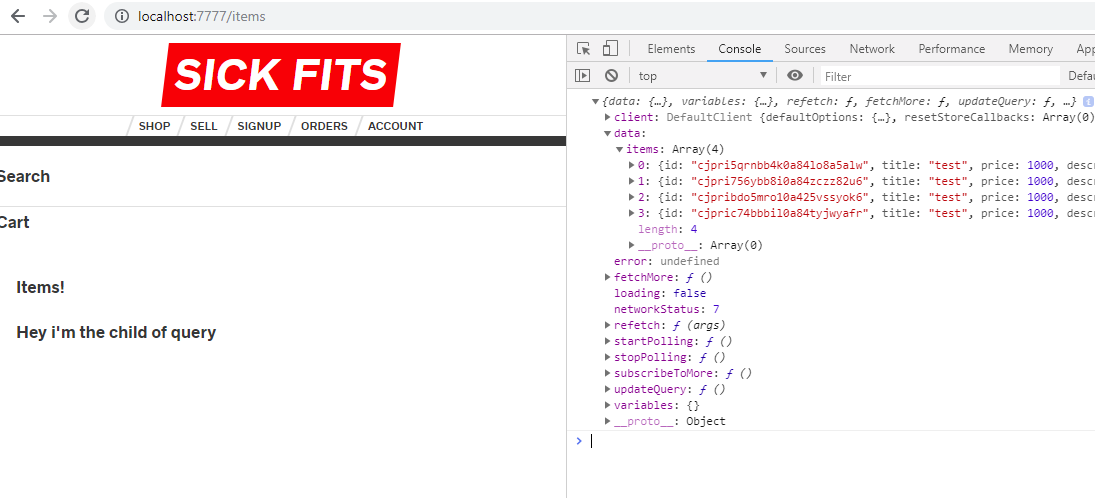 localhost:7777/items
SICK FITS
SHOP SELL SIGNUP ORDERS ACCOUNT
Search
Cart
Items!
Hey i'm the child of query
Elements Console Sources Network Performance Memory App
top Filter Defau
{data: {…}, variables: {…}, refetch: ƒ, fetchMore: ƒ, updateQuery: ƒ, …} i
client: DefaultClient {defaultOptions: {…}, resetStoreCallbacks: Array(0)
data:
items: Array(4)
0: {id: "cjpri5qrnbb4k0a84lo8a5alw", title: "test", price: 1000, descr
1: {id: "cjpri756ybb8i0a84zczz82u6", title: "test", price: 1000, descr
2: {id: "cjpribdo5mro10a425vssyok6", title: "test", price: 1000, descr
3: {id: "cjpric74bbbil0a84tyjwyafr", title: "test", price: 1000, descr
length: 4
__proto__: Array(0)
error: undefined
fetchMore: ƒ ()
loading: false
networkStatus: 7
refetch: ƒ (args)
startPolling: ƒ ()
stopPolling: ƒ ()
subscribeToMore: ƒ ()
updateQuery: ƒ ()
variables: {}
__proto__: Object